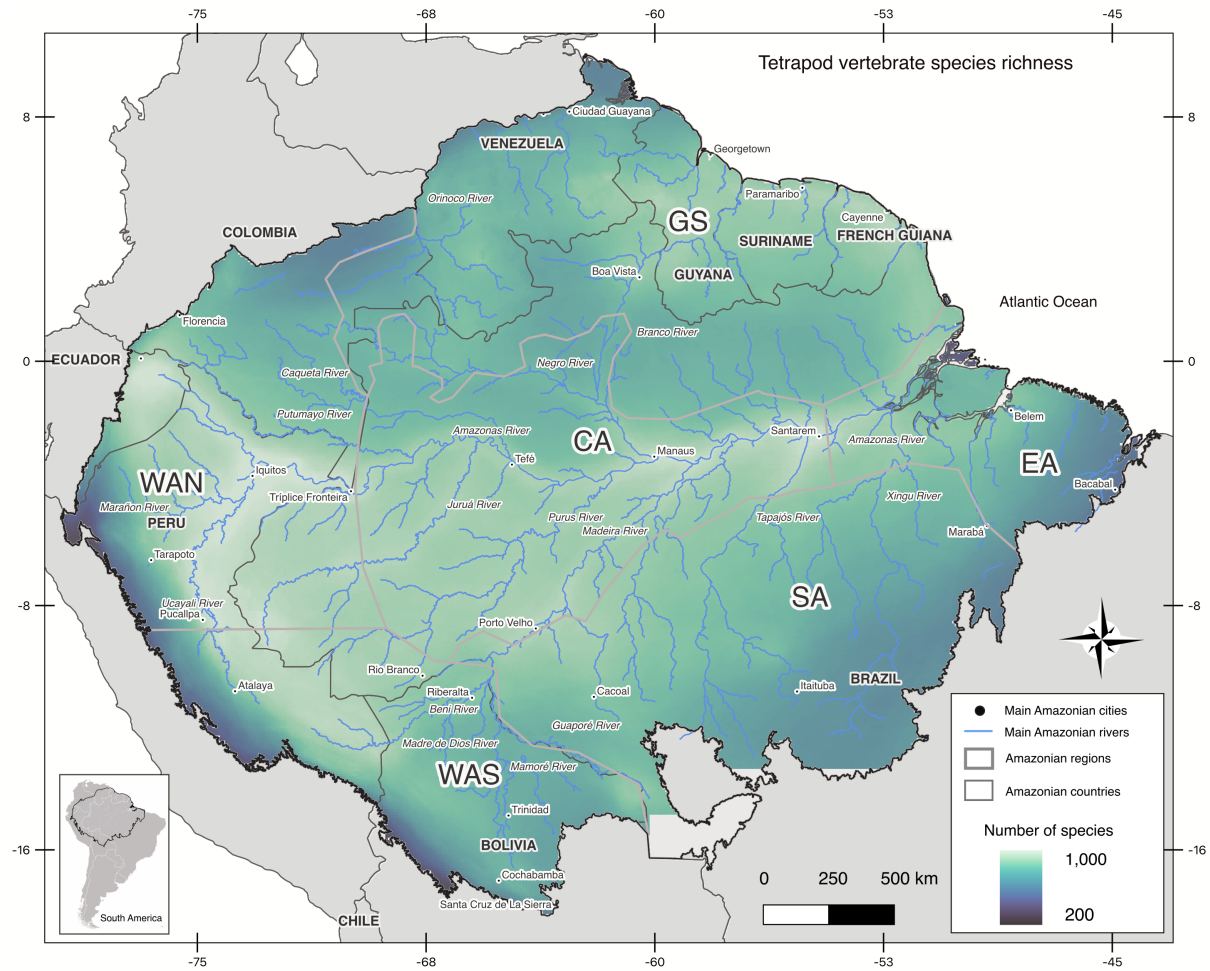 -75 -68 -60 -53 -45
Tetrapod vertebrate species richness
8
8
Ciudad Guayana
VENEZUELA
Georgetown
Paramaribo
Orinoco River
Cayenne
GS
COLOMBIA
SURINAME
FRENCH GUIANA
Boa Vista
GUYANA
Atlantic Ocean
Florencia
Branco River
ECUADOR
0
0
Negro River
Caqueta River
Putumayo River
Belem
Amazonas River
Santarem
Amazonas River
CA
Manaus
Tefé
EA
Iquitos
WAN
Bacabal
Triplice Fronteira
Xingu River
Marañon River
Juruá River
Purus River
Tapajós River
PERU
Madeira River
Marabá
Tarapoto
SA
-8
-8
Ucayali River
Pucallpa
Porto Velho
Rio Branco
BRAZIL
Atalaya
Riberalta
Cacoal
Itaituba
Beni River
Guaporé River
Madre de Dios River
WAS
Mamoré River
Trinidad
BOLIVIA
-16
-16
Cochabamba
Santa Cruz de La Sierra
CHILE
South America
0 250 500 km
Main Amazonian cities
Main Amazonian rivers
Amazonian regions
Amazonian countries
Number of species
1,000
200
-75 -68 -60 -53 -45